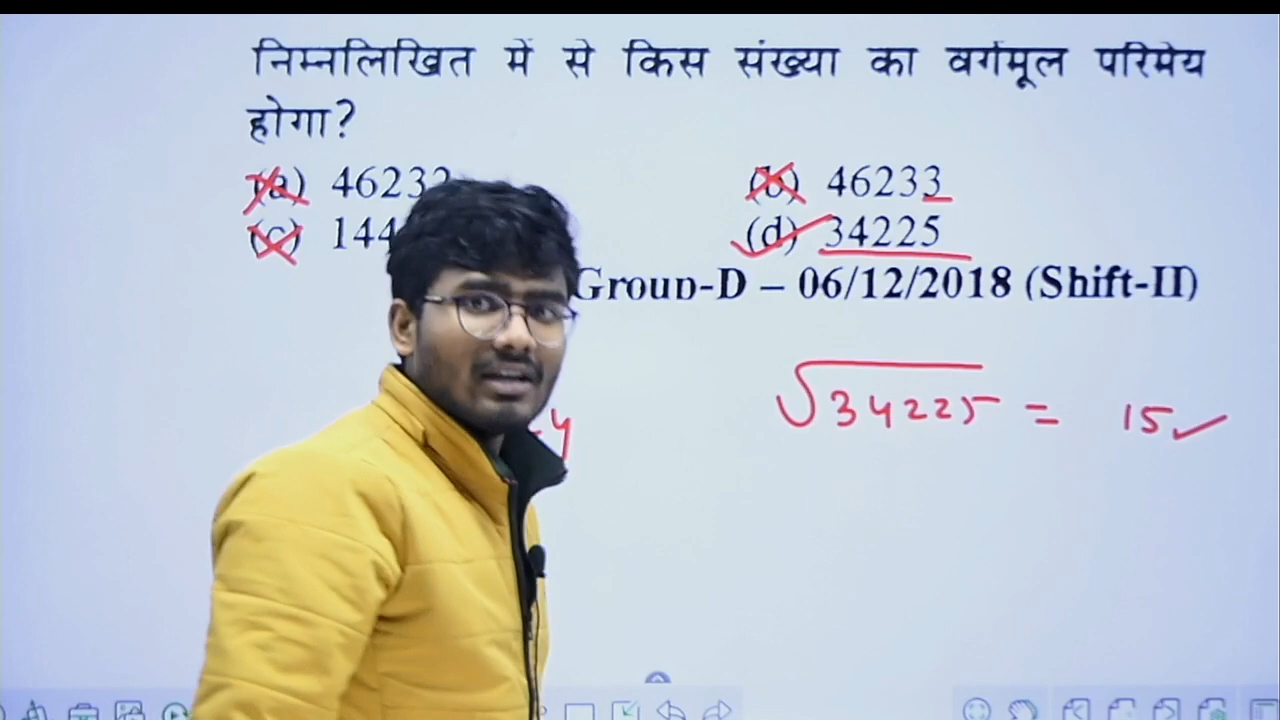 निम्नलिखित में से किस संख्या का वर्गमूल परिमेय
होगा?
(a) 46232 (b) 46233
(c) 144 (d) 34225
Group-D – 06/12/2018 (Shift-II)
√34225 = 15